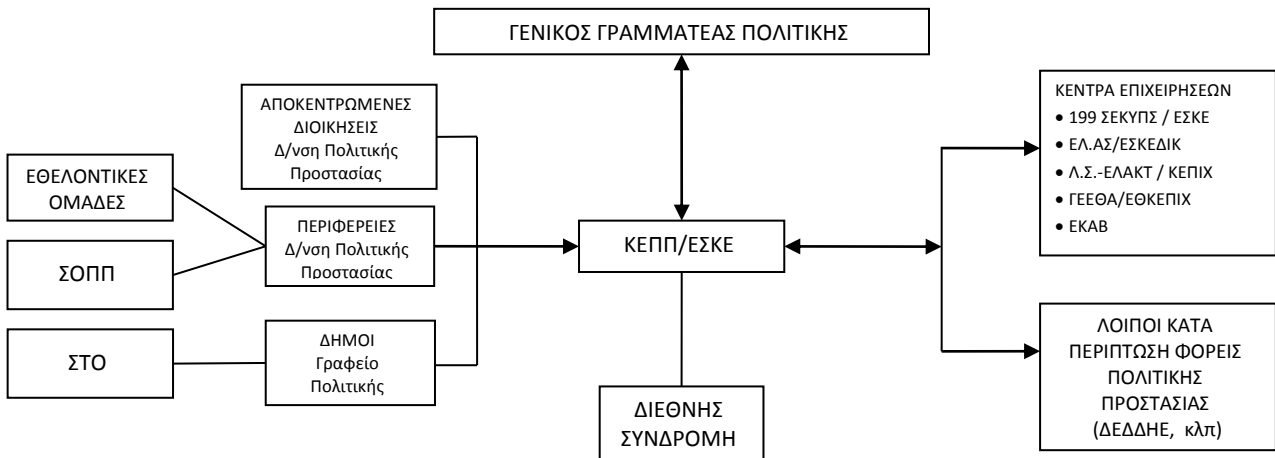 ΓΕΝΙΚΟΣ ΓΡΑΜΜΑΤΕΑΣ ΠΟΛΙΤΙΚΗΣ
ΑΠΟΚΕΝΤΡΩΜΕΝΕΣ
ΔΙΟΙΚΗΣΕΙΣ
Δ/νση Πολιτικής
Προστασίας
ΕΘΕΛΟΝΤΙΚΕΣ
ΟΜΑΔΕΣ
ΣΟΠΠ
ΣΤΟ
ΠΕΡΙΦΕΡΕΙΕΣ
Δ/νση Πολιτικής
Προστασίας
ΔΗΜΟΙ
Γραφείο
Πολιτικής
ΚΕΠΠ/ΕΣΚΕ
ΔΙΕΘΝΗΣ
ΣΥΝΔΡΟΜΗ
ΚΕΝΤΡΑ ΕΠΙΧΕΙΡΗΣΕΩΝ
• 199 ΣΕΚΥΠΣ / ΕΣΚΕ
• ΕΛ.ΑΣ/ΕΣΚΕΔΙΚ
• Λ.Σ.-ΕΛΑΚΤ / ΚΕΠΙΧ
• ΓΕΕΘΑ/ΕΘΚΕΠΙΧ
• ΕΚΑΒ
ΛΟΙΠΟΙ ΚΑΤΑ
ΠΕΡΙΠΤΩΣΗ ΦΟΡΕΙΣ
ΠΟΛΙΤΙΚΗΣ
ΠΡΟΣΤΑΣΙΑΣ
(ΔΕΔΔΗΕ, κλπ)